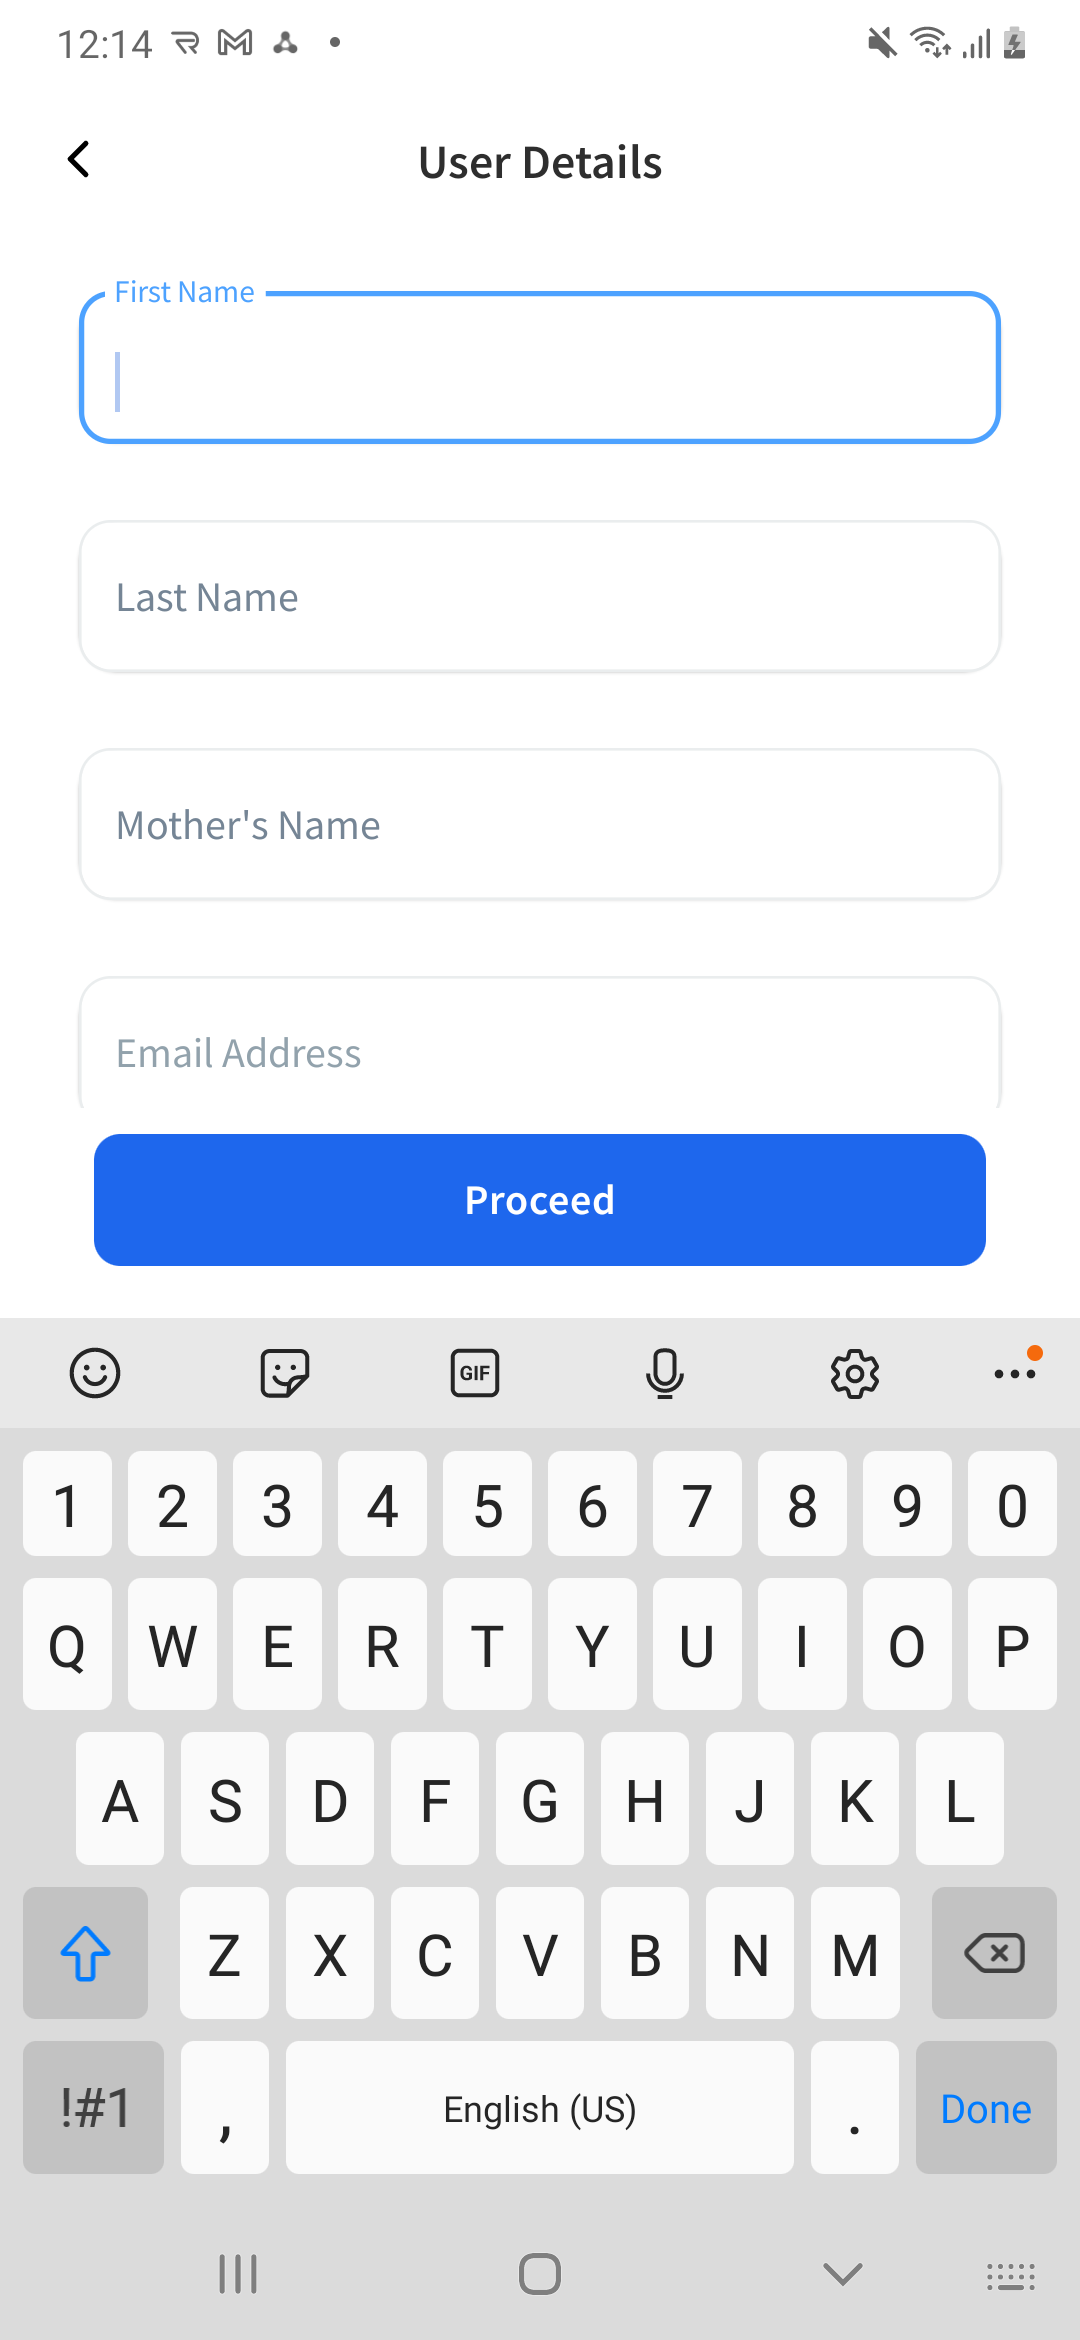 12:14
User Details
First Name
Last Name
Mother's Name
Email Address
Proceed
GIF
1 2 3 4 5 6 7 8 9 0
Q W E R T Y U I O P
A S D F G H J K L
Z X C V B N M
!#1 , English (US) . Done